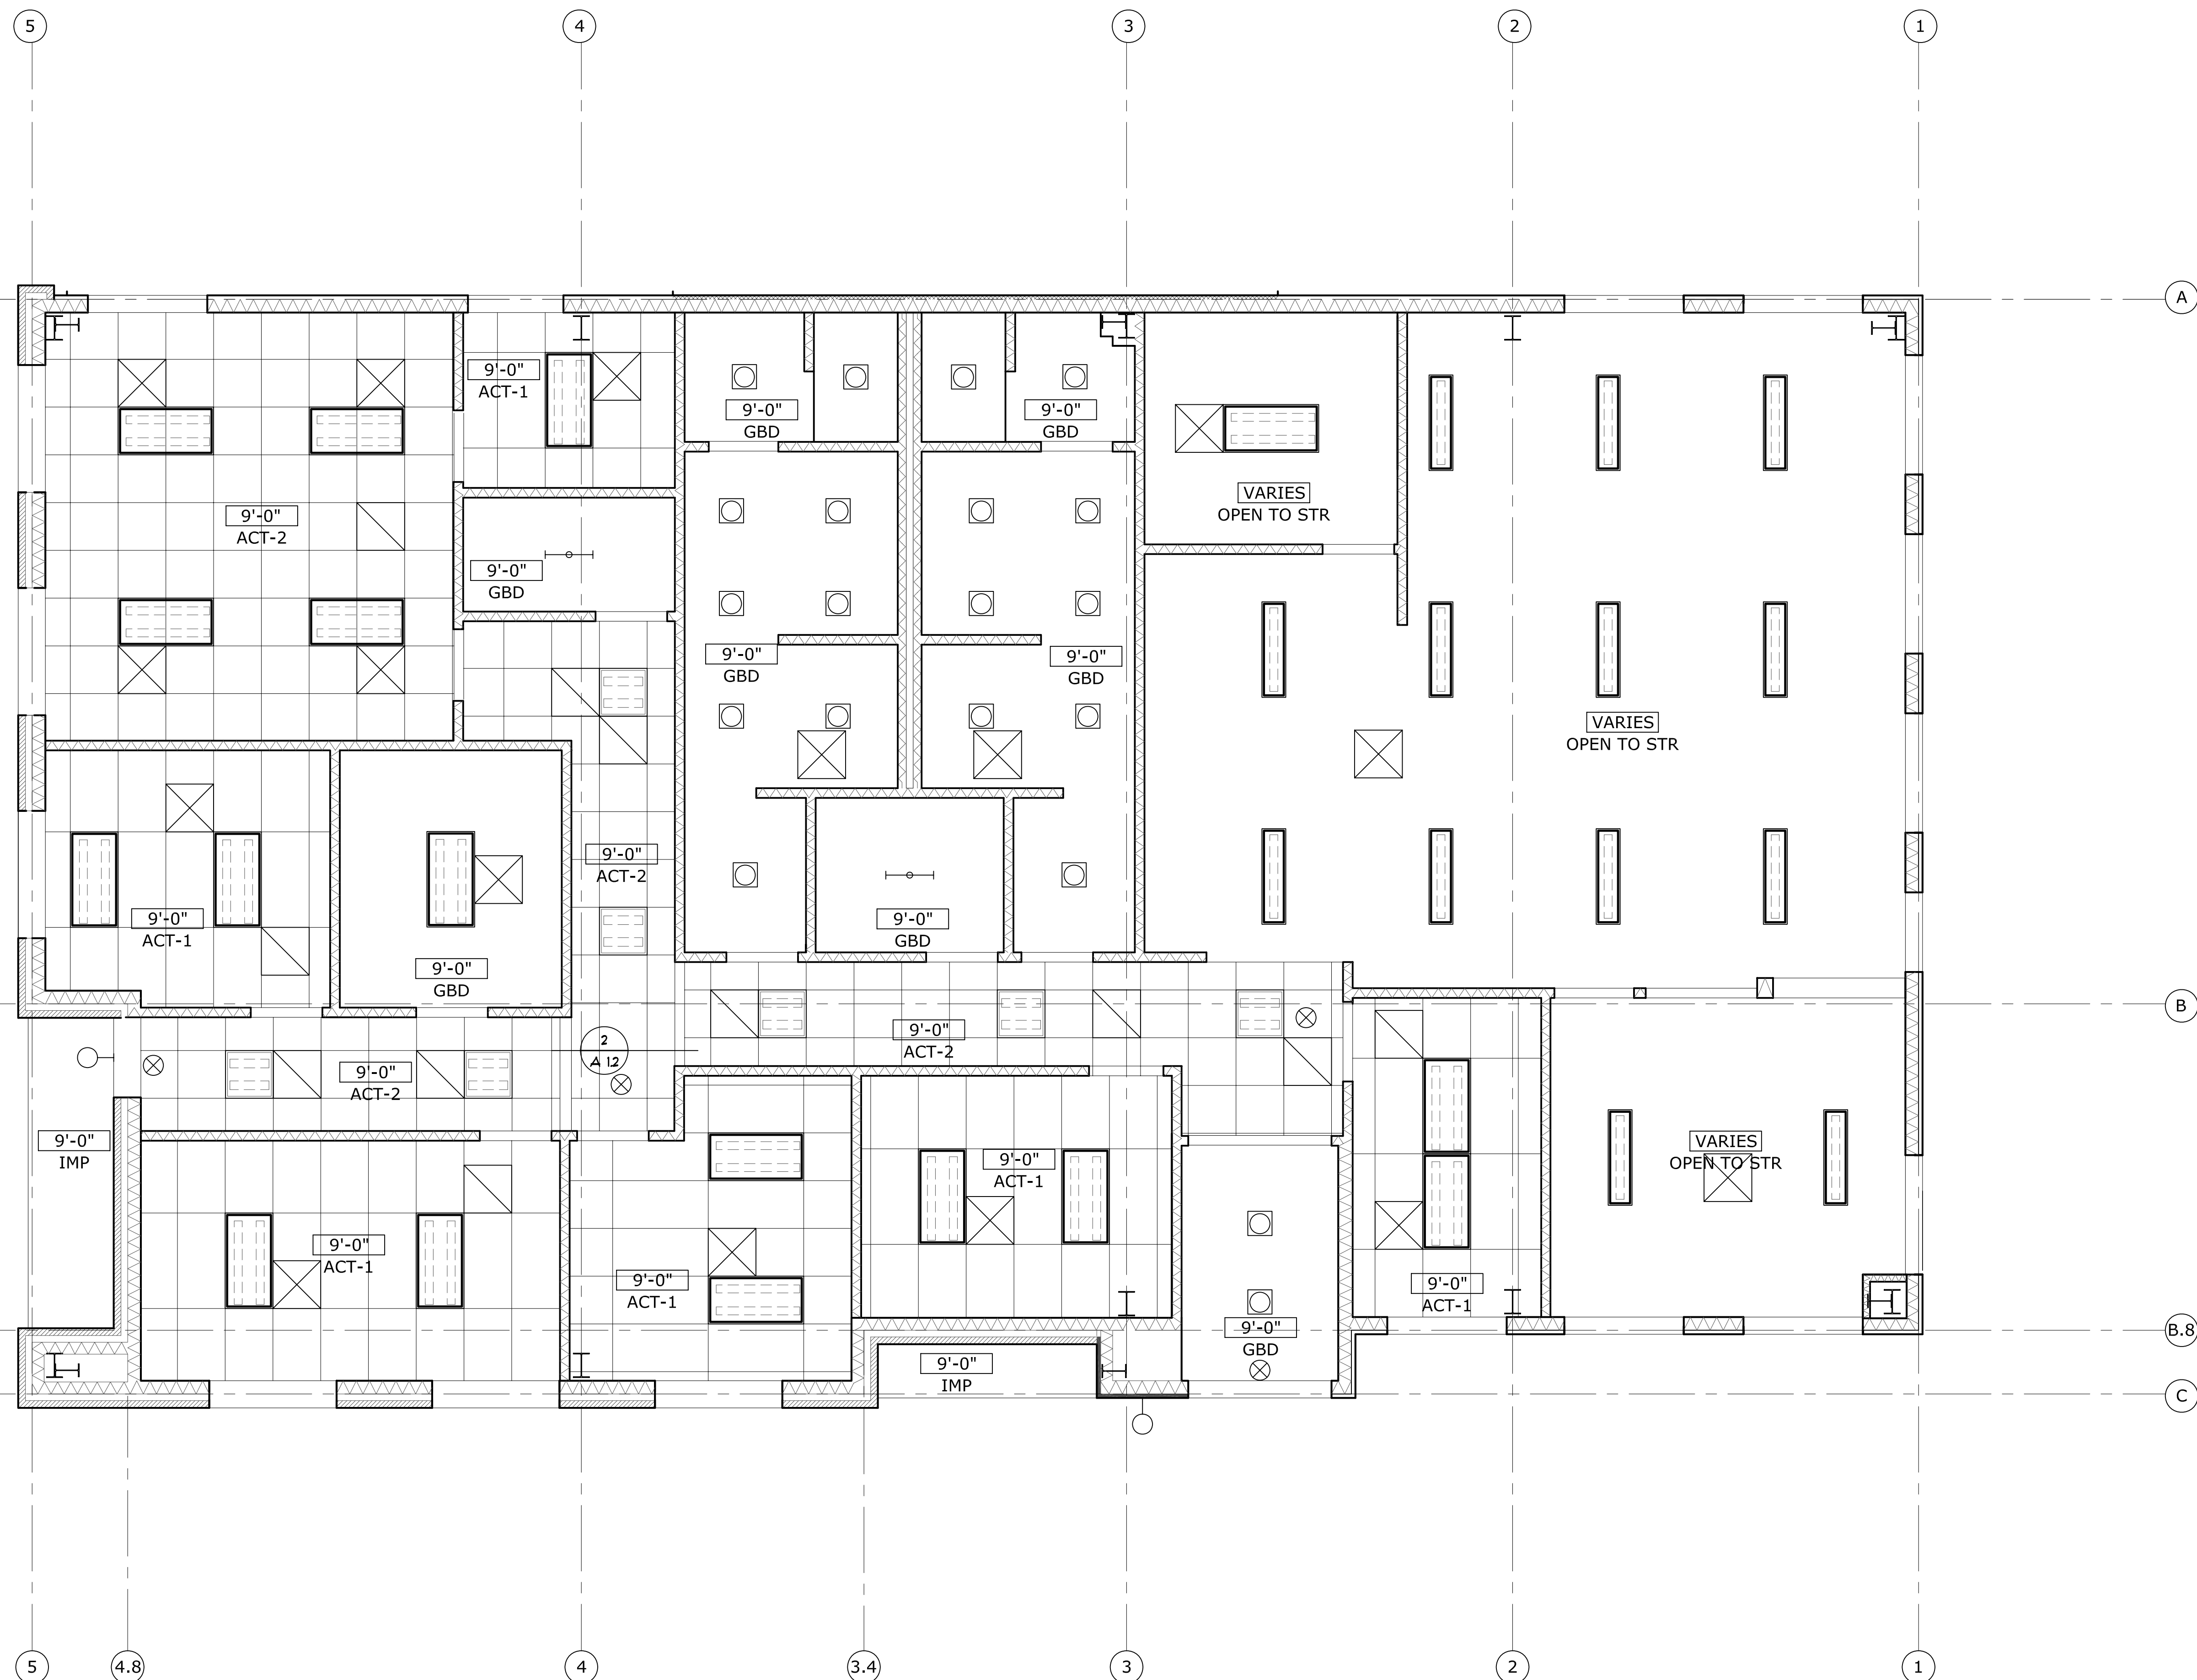 5
4
3
2
1
A
9'-0"
ACT-1
9'-0"
GBD
9'-0"
GBD
VARIES
OPEN TO STR
9'-0"
ACT-2
9'-0"
GBD
9'-0"
GBD
9'-0"
GBD
VARIES
OPEN TO STR
9'-0"
ACT-2
9'-0"
ACT-1
9'-0"
GBD
9'-0"
GBD
B
9'-0"
ACT-2
2
A 1.2
9'-0"
ACT-2
9'-0"
IMP
9'-0"
ACT-1
VARIES
OPEN TO STR
9'-0"
ACT-1
9'-0"
ACT-1
9'-0"
ACT-1
9'-0"
GBD
B.8
9'-0"
IMP
C
5
4.8
4
3.4
3
2
1